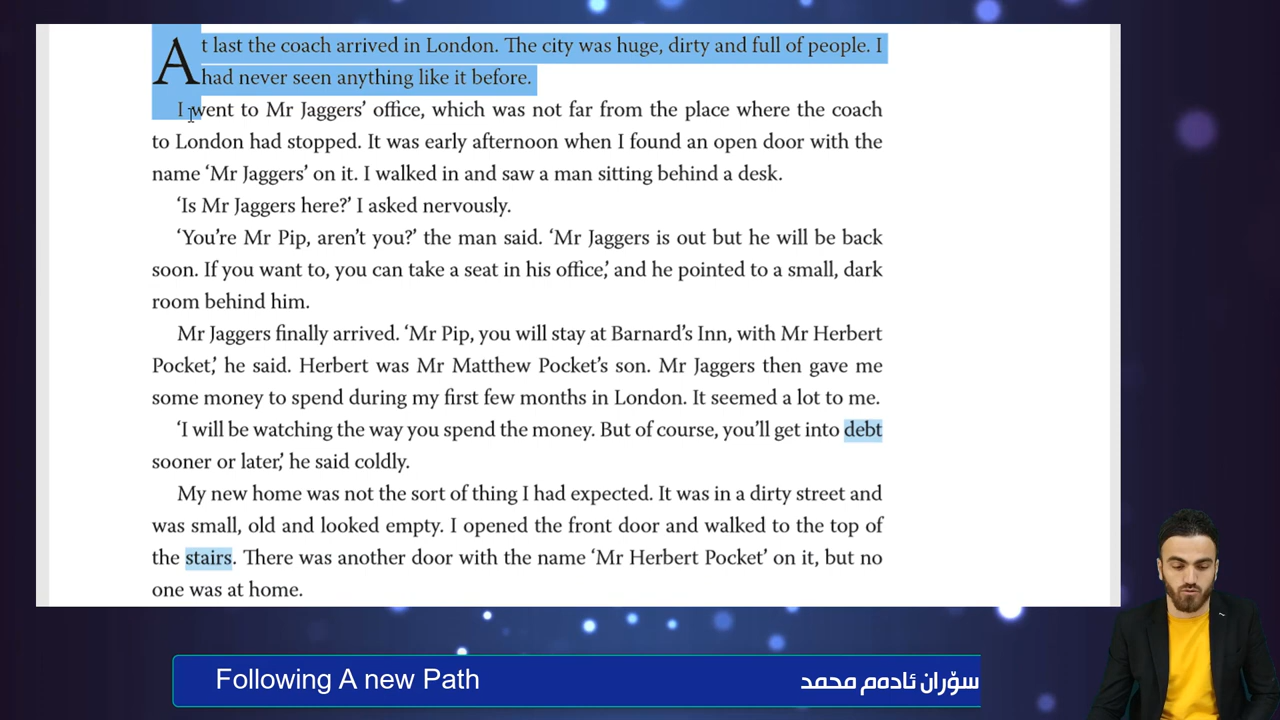 At last the coach arrived in London. The city was huge, dirty and full of people. I
had never seen anything like it before.
I went to Mr Jaggers’ office, which was not far from the place where the coach
to London had stopped. It was early afternoon when I found an open door with the
name ‘Mr Jaggers’ on it. I walked in and saw a man sitting behind a desk.
‘Is Mr Jaggers here?’ I asked nervously.
‘You’re Mr Pip, aren’t you?’ the man said. ‘Mr Jaggers is out but he will be back
soon. If you want to, you can take a seat in his office,’ and he pointed to a small, dark
room behind him.
Mr Jaggers finally arrived. ‘Mr Pip, you will stay at Barnard’s Inn, with Mr Herbert
Pocket,’ he said. Herbert was Mr Matthew Pocket’s son. Mr Jaggers then gave me
some money to spend during my first few months in London. It seemed a lot to me.
‘I will be watching the way you spend the money. But of course, you’ll get into debt
sooner or later,’ he said coldly.
My new home was not the sort of thing I had expected. It was in a dirty street and
was small, old and looked empty. I opened the front door and walked to the top of
the stairs. There was another door with the name ‘Mr Herbert Pocket’ on it, but no
one was at home.
Following A new Path
سۆران ئادەم محمد